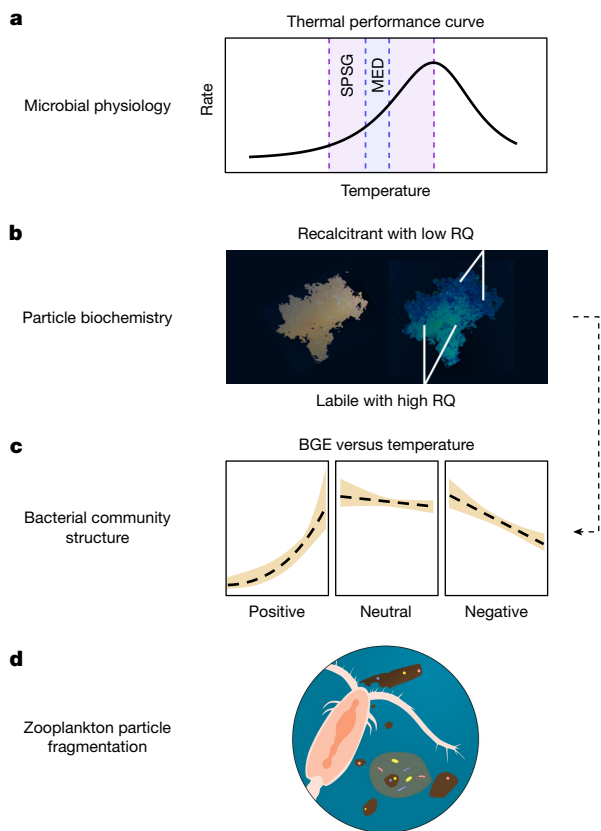 a
Thermal performance curve
Microbial physiology
Rate
SPSG
MED
Temperature
b
Recalcitrant with low RQ
Particle biochemistry
Labile with high RQ
c
BGE versus temperature
Bacterial community
structure
Positive
Neutral
Negative
d
Zooplankton particle
fragmentation